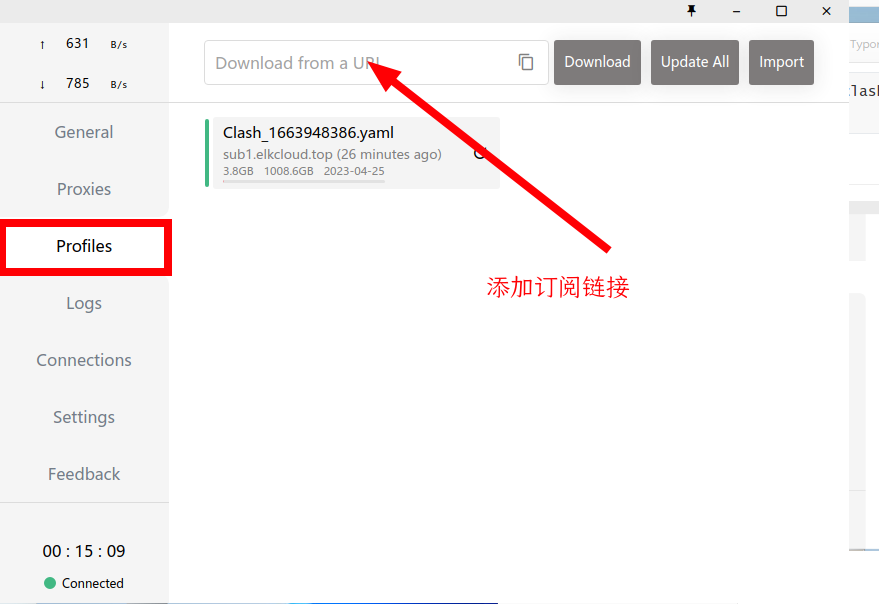 ↑ 631 B/s
↓ 785 B/s
Download from a URL
Download
Update All
Import
General
Proxies
Profiles
Logs
Connections
Settings
Feedback
00 : 15 : 09
Connected
Clash_1663948386.yaml
sub1.elkcloud.top (26 minutes ago)
3.8GB 1008.6GB 2023-04-25
添加订阅链接